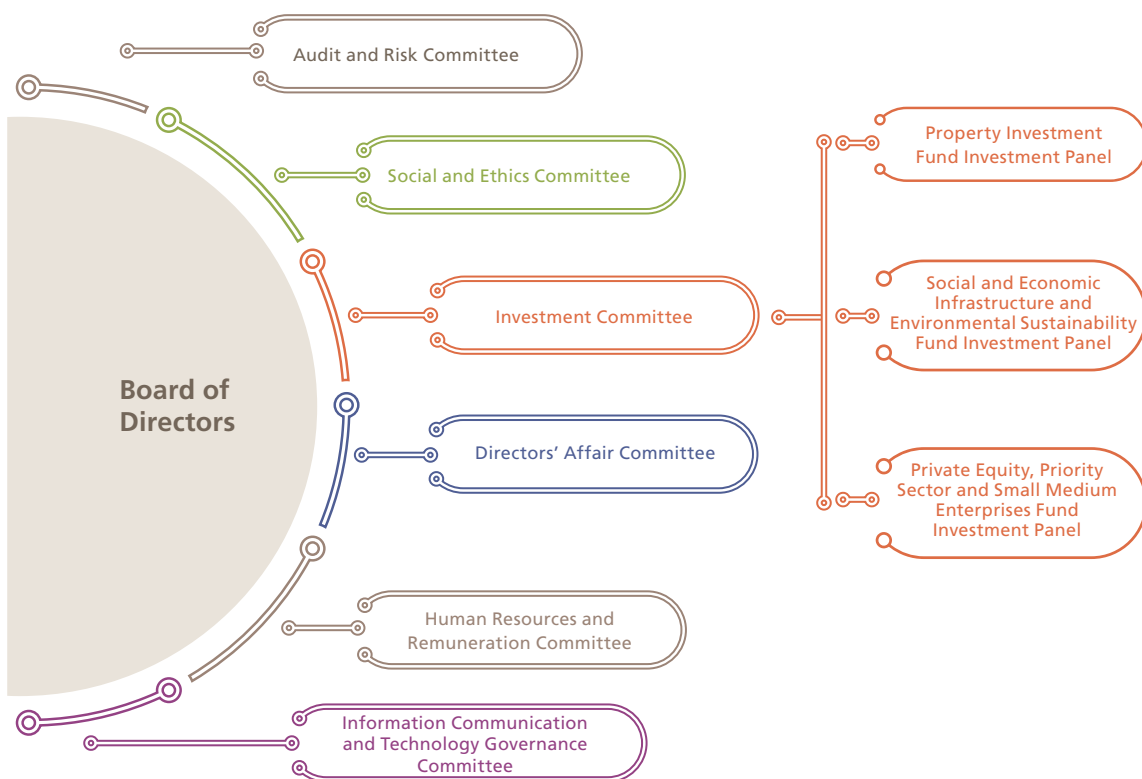 Audit and Risk Committee
Social and Ethics Committee
Investment Committee
Board of
Directors
Directors’ Affair Committee
Human Resources and
Remuneration Committee
Information Communication
and Technology Governance
Committee
Property Investment
Fund Investment Panel
Social and Economic
Infrastructure and
Environmental Sustainability
Fund Investment Panel
Private Equity, Priority
Sector and Small Medium
Enterprises Fund
Investment Panel